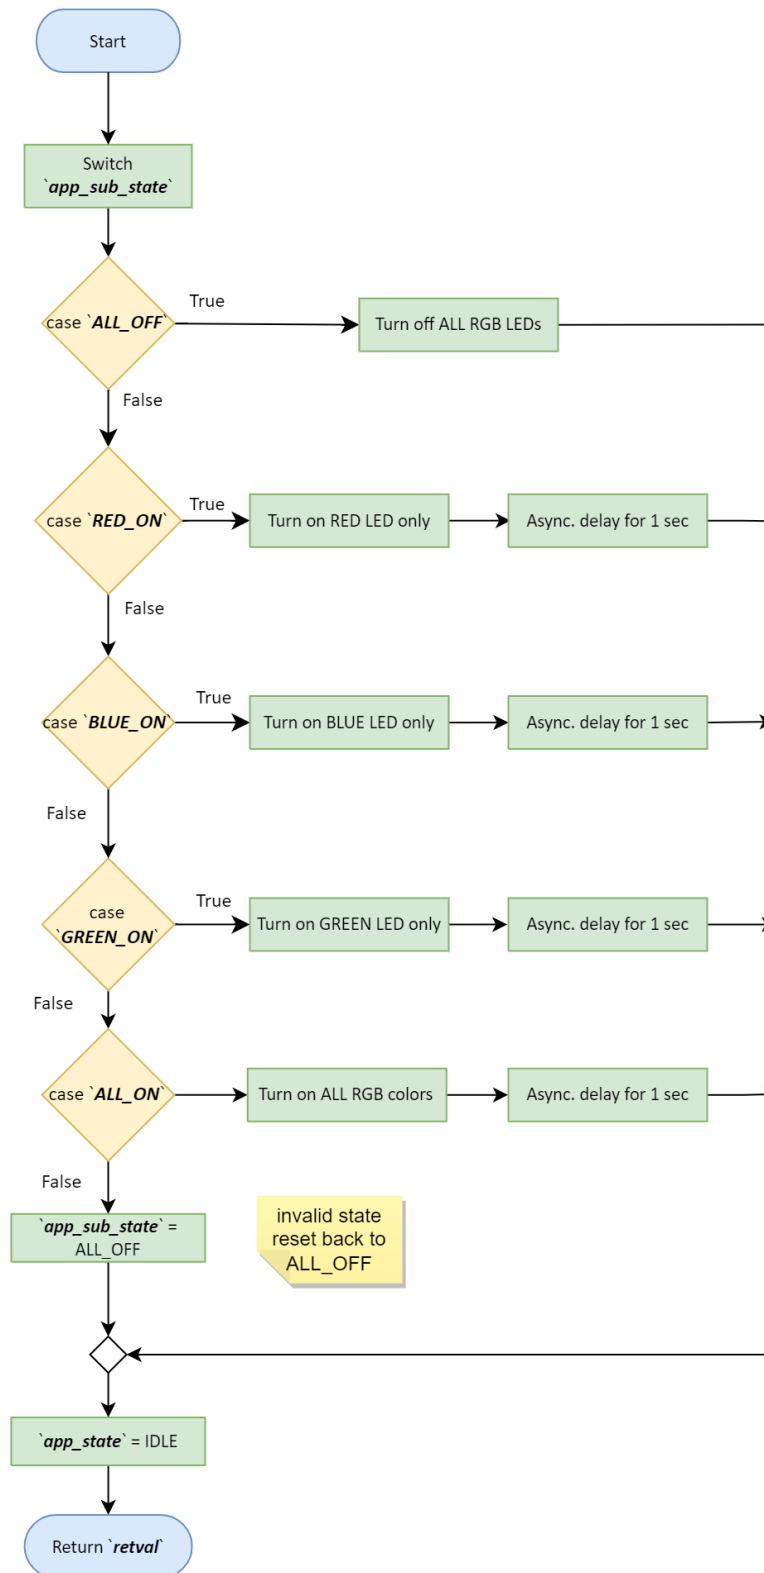 Start
Switch
`app_sub_state`
case `ALL_OFF`
True
Turn off ALL RGB LEDs
False
case `RED_ON`
True
Turn on RED LED only
Async. delay for 1 sec
False
case `BLUE_ON`
True
Turn on BLUE LED only
Async. delay for 1 sec
False
case
`GREEN_ON`
True
Turn on GREEN LED only
Async. delay for 1 sec
False
case `ALL_ON`
Turn on ALL RGB colors
Async. delay for 1 sec
False
`app_sub_state` =
ALL_OFF
invalid state
reset back to
ALL_OFF
`app_state` = IDLE
Return `retval`